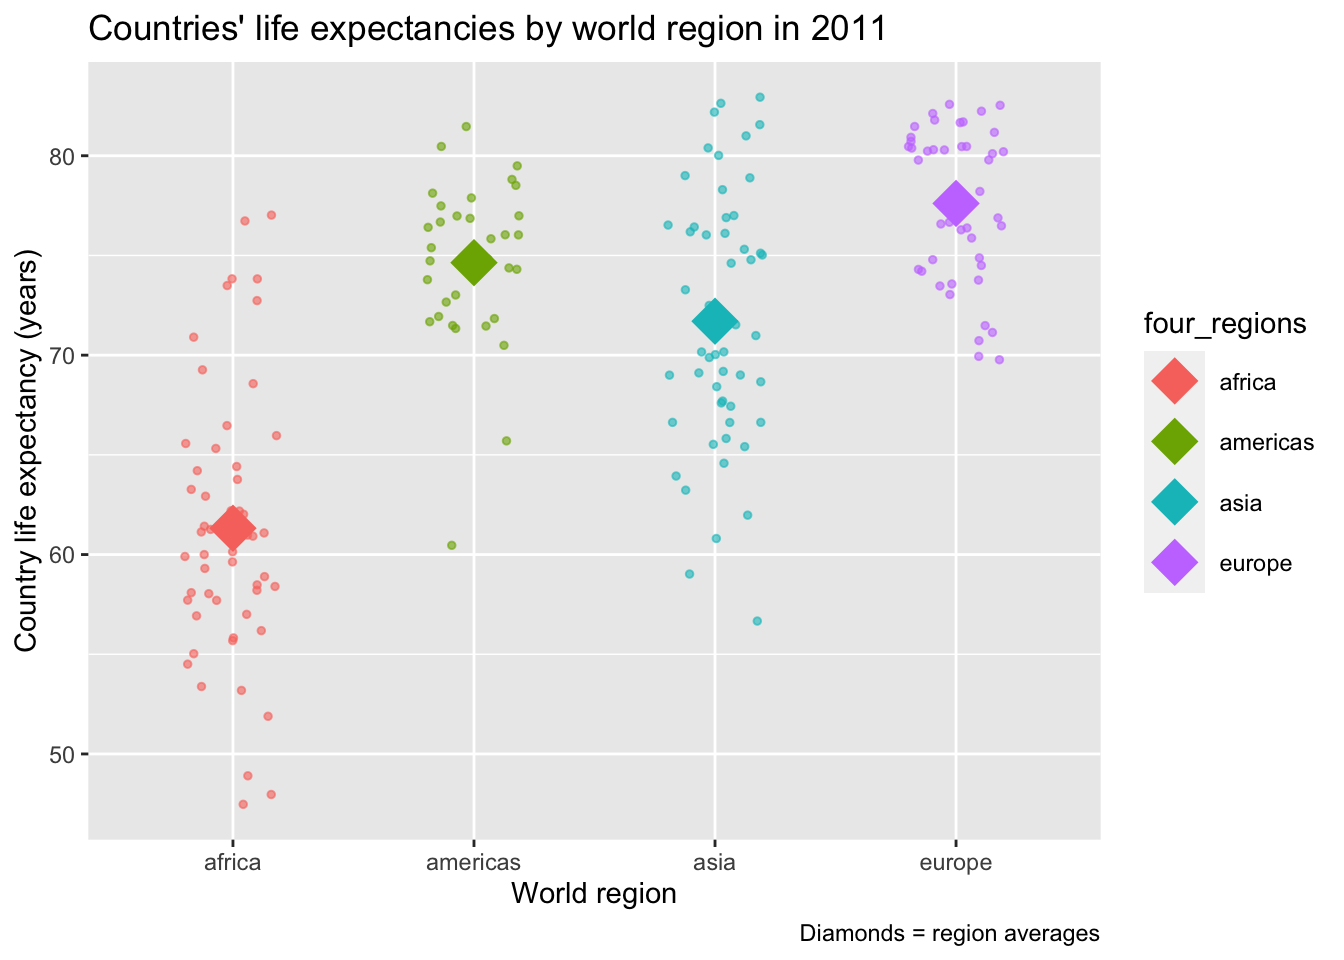 Countries' life expectancies by world region in 2011
Country life expectancy (years)
80
70
60
50
africa
americas
asia
europe
World region
four_regions
africa
americas
asia
europe
Diamonds = region averages